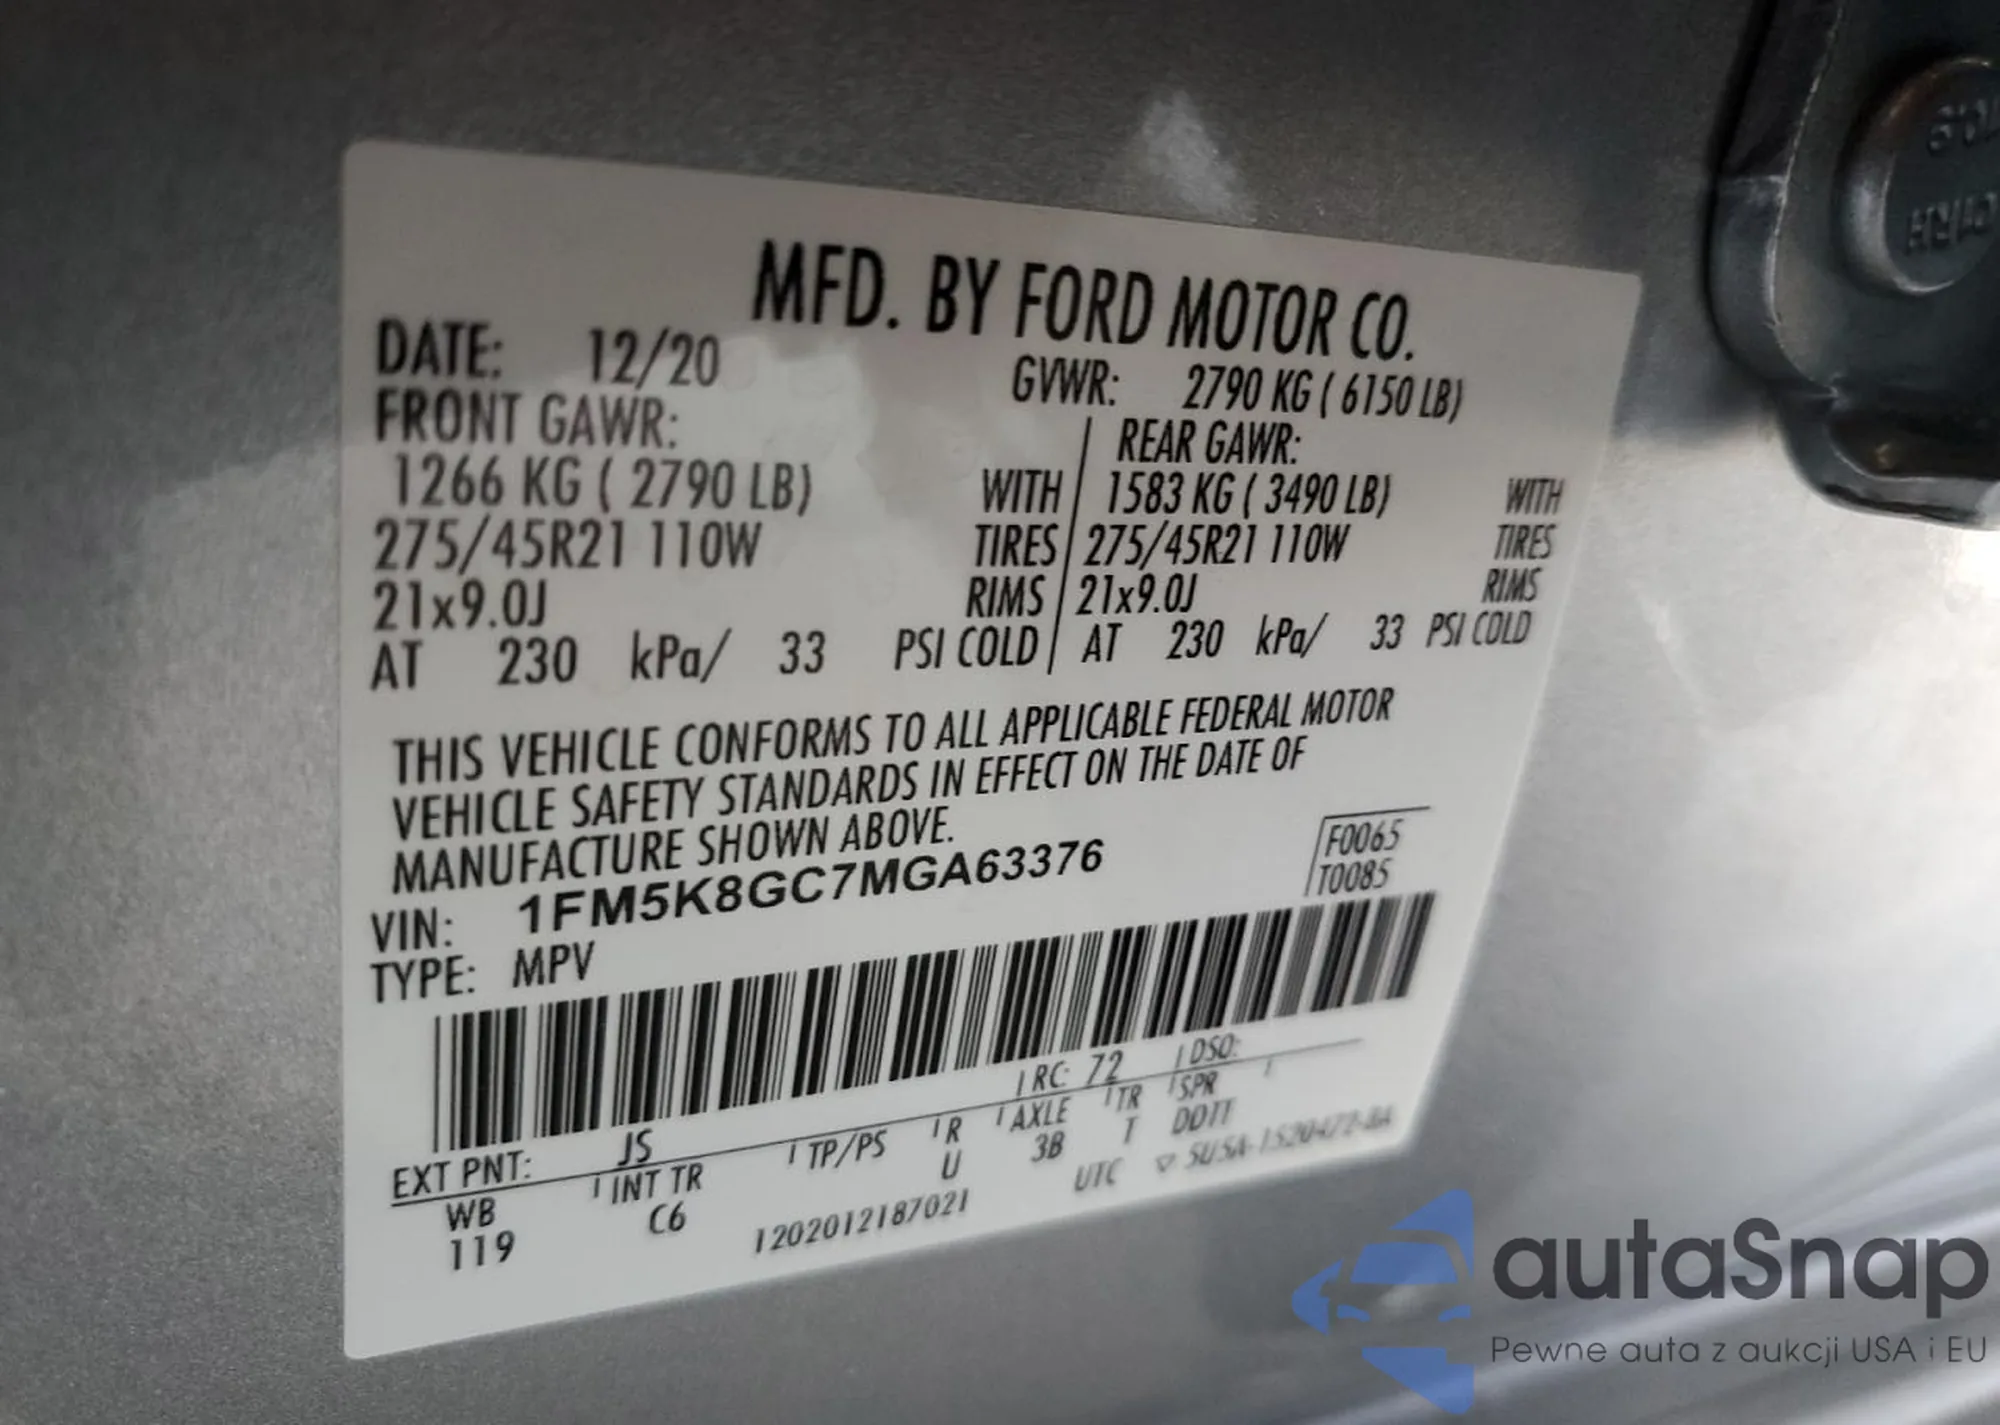 MFD. BY FORD MOTOR CO.
DATE: 12/20
GVWR: 2790 KG ( 6150 LB)
FRONT GAWR:
REAR GAWR:
1266 KG ( 2790 LB) WITH
1583 KG ( 3490 LB) WITH
275/45R21 110W TIRES
275/45R21 110W TIRES
21x9.0J RIMS
21x9.0J RIMS
AT 230 kPa/ 33 PSI COLD
AT 230 kPa/ 33 PSI COLD
THIS VEHICLE CONFORMS TO ALL APPLICABLE FEDERAL MOTOR
VEHICLE SAFETY STANDARDS IN EFFECT ON THE DATE OF
MANUFACTURE SHOWN ABOVE.
VIN: 1FM5K8GC7MGA63376
F0065
T0085
TYPE: MPV
EXT PNT: JS RC: 72 DSO:
WB INT TR TP/PS R AXLE TR SPR
119 C6 U 3B T DDTT
1202012187021
UTC
autaSnap
Pewne auta z aukcji USA i EU